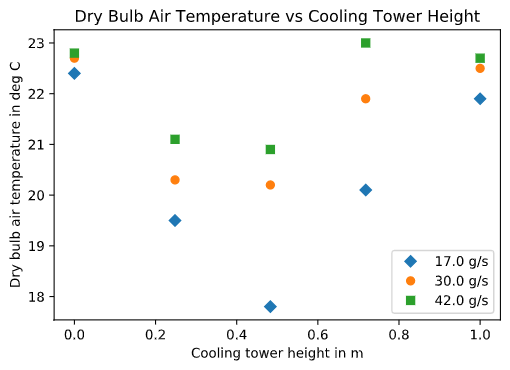 Dry Bulb Air Temperature vs Cooling Tower Height
Dry bulb air temperature in deg C
23
22
21
20
19
18
17.0 g/s
30.0 g/s
42.0 g/s
0.0 0.2 0.4 0.6 0.8 1.0
Cooling tower height in m